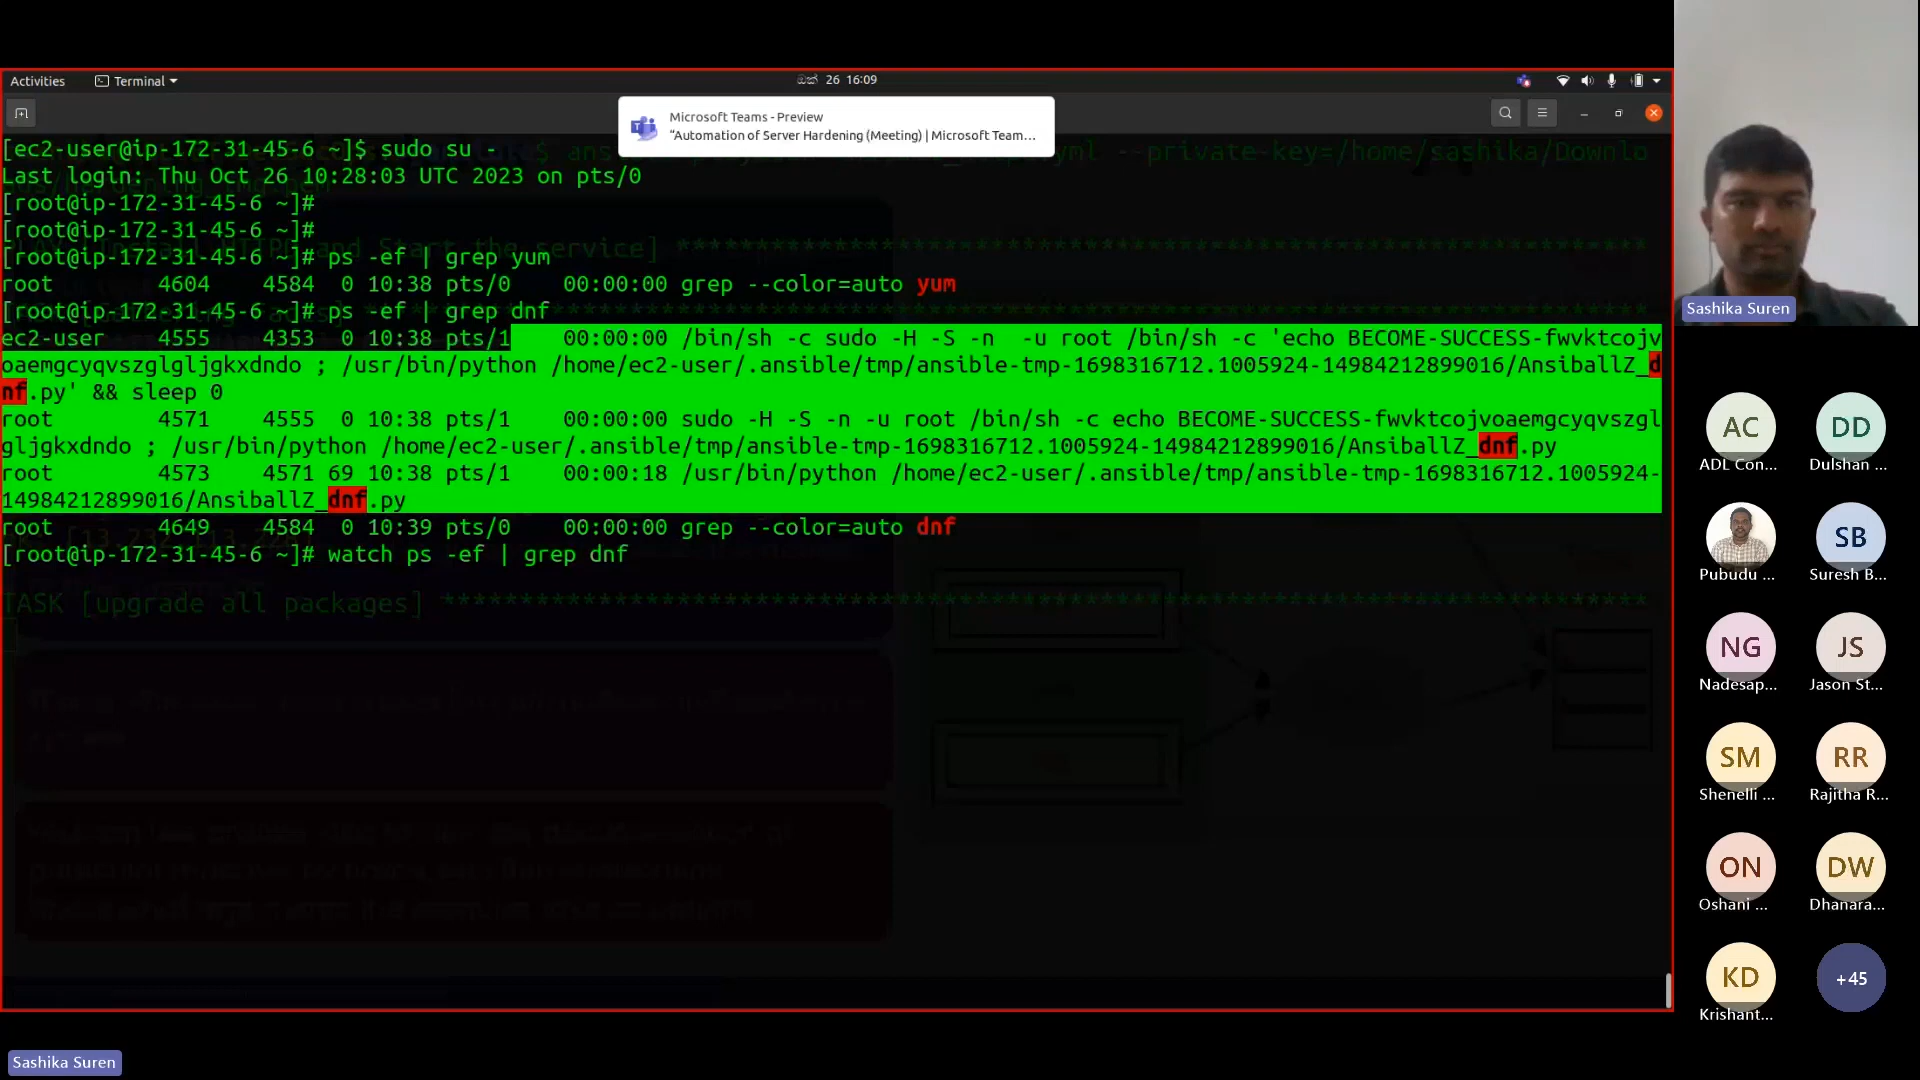 Activities
Terminal
ඔක් 26 16:09
Microsoft Teams - Preview
"Automation of Server Hardening (Meeting) | Microsoft Team...
[ec2-user@ip-172-31-45-6 ~]$ sudo su -
--private-key=/home/sashika/Downlo
Last login: Thu Oct 26 10:28:03 UTC 2023 on pts/0
[root@ip-172-31-45-6 ~]#
[root@ip-172-31-45-6 ~]#
[root@ip-172-31-45-6 ~]# ps -ef | grep yum
root 4604 4584 0 10:38 pts/0 00:00:00 grep --color=auto yum
[root@ip-172-31-45-6 ~]# ps -ef | grep dnf
ec2-user 4555 4353 0 10:38 pts/1 00:00:00 /bin/sh -c sudo -H -S -n -u root /bin/sh -c 'echo BECOME-SUCCESS-fwvktcojv
oaemgcyqvszglgljgkxdndo ; /usr/bin/python /home/ec2-user/.ansible/tmp/ansible-tmp-1698316712.1005924-14984212899016/AnsiballZ_d
nf.py' && sleep 0
root 4571 4555 0 10:38 pts/1 00:00:00 sudo -H -S -n -u root /bin/sh -c echo BECOME-SUCCESS-fwvktcojvoaemgcyqvszgl
gljgkxdndo ; /usr/bin/python /home/ec2-user/.ansible/tmp/ansible-tmp-1698316712.1005924-14984212899016/AnsiballZ_dnf.py
root 4573 4571 69 10:38 pts/1 00:00:18 /usr/bin/python /home/ec2-user/.ansible/tmp/ansible-tmp-1698316712.1005924-
14984212899016/AnsiballZ_dnf.py
root 4649 4584 0 10:39 pts/0 00:00:00 grep --color=auto dnf
[root@ip-172-31-45-6 ~]# watch ps -ef | grep dnf
TASK [upgrade all packages] ****
Sashika Suren
AC
ADL Con...
DD
Dulshan ...
Pubudu ...
SB
Suresh B...
NG
Nadesap...
JS
Jason St...
SM
Shenelli ...
RR
Rajitha R...
ON
Oshani ...
DW
Dhanara...
KD
Krishant...
+45
Sashika Suren